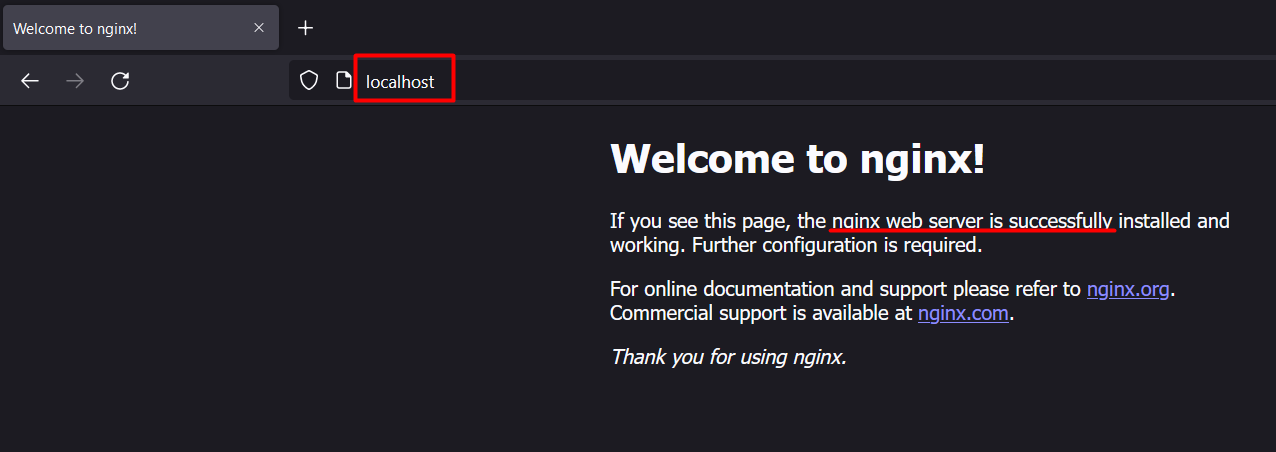 Welcome to nginx!
localhost
Welcome to nginx!
If you see this page, the nginx web server is successfully installed and
working. Further configuration is required.
For online documentation and support please refer to nginx.org.
Commercial support is available at nginx.com.
Thank you for using nginx.